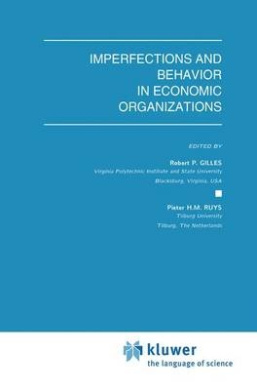 IMPERFECTIONS AND
BEHAVIOR
IN ECONOMIC
ORGANIZATIONS
EDITED BY
Robert P. GILLES
Virginia Polytechnic Institute and State University
Blacksburg, Virginia, USA
Pieter H.M. RUYS
Tilburg University
Tilburg, The Netherlands
kluwer
the language of science